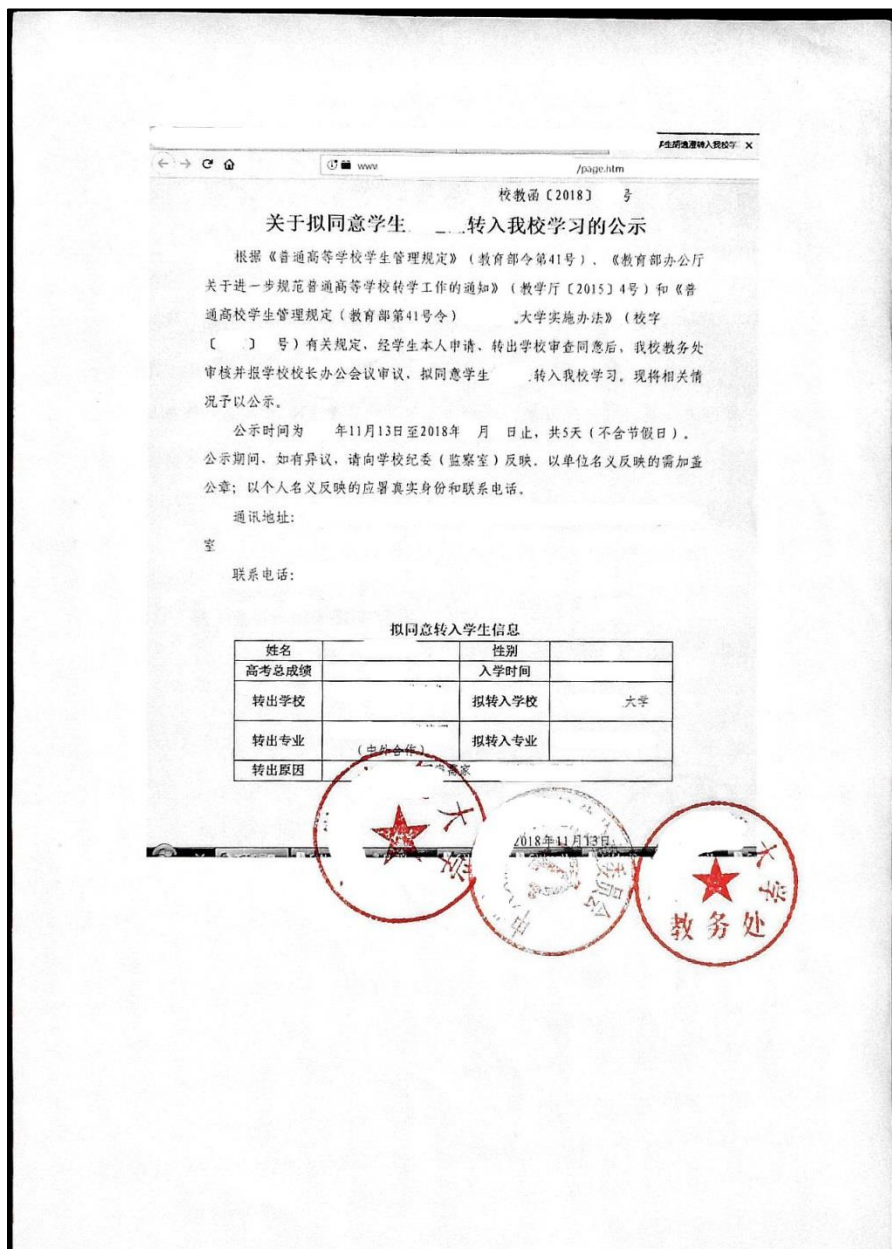 生胡逸澄转入我校学 X
www. /page.htm
校教函〔2018〕 号
关于拟同意学生 转入我校学习的公示
根据《普通高等学校学生管理规定》（教育部令第41号）、《教育部办公厅
关于进一步规范普通高等学校转学工作的通知》（教学厅〔2015〕4号）和《普
通高校学生管理规定（教育部第41号令） 大学实施办法》（校字
〔 〕 号）有关规定、经学生本人申请、转出学校审查同意后，我校教务处
审核并报学校校长办公会议审议、拟同意学生 转入我校学习。现将相关情
况予以公示。
公示时间为 年11月13日至2018年 月 日止，共5天（不含节假日）。
公示期间、如有异议，请向学校纪委（监察室）反映。以单位名义反映的需加盖
公章；以个人名义反映的应署真实身份和联系电话。
通讯地址：
室
联系电话：
拟同意转入学生信息
姓名 性别
高考总成绩 入学时间
转出学校 拟转入学校 大学
转出专业 （中外合作） 拟转入专业
转出原因 需家
2018年11月13日
大学
中 委员会
大学
教务处